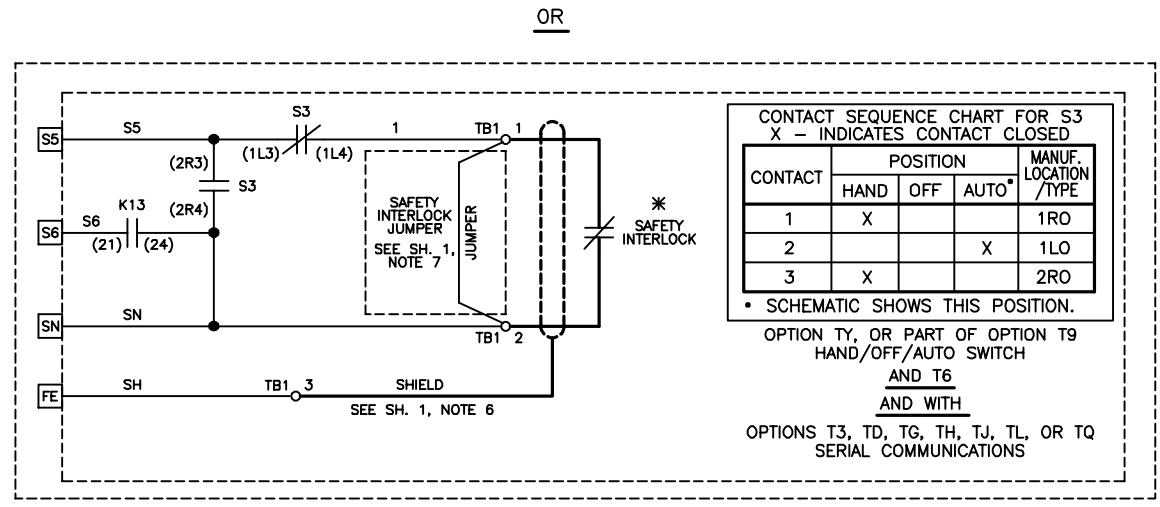 OR
S5
S5
S3
(1L3)
(1L4)
1
TB1
1
(2R3)
S3
(2R4)
S6
S6
K13
(21)
(24)
SAFETY
INTERLOCK
JUMPER
SEE SH. 1,
NOTE 7
JUMPER
*
SAFETY
INTERLOCK
SN
SN
TB1
2
FE
SH
TB1
3
SHIELD
SEE SH. 1, NOTE 6
CONTACT SEQUENCE CHART FOR S3
X – INDICATES CONTACT CLOSED
CONTACT
POSITION
MANUF.
LOCATION
/TYPE
HAND
OFF
AUTO•
1 X 1RO
2 X 1LO
3 X 2RO
• SCHEMATIC SHOWS THIS POSITION.
OPTION TY, OR PART OF OPTION T9
HAND/OFF/AUTO SWITCH
AND T6
AND WITH
OPTIONS T3, TD, TG, TH, TJ, TL, OR TQ
SERIAL COMMUNICATIONS